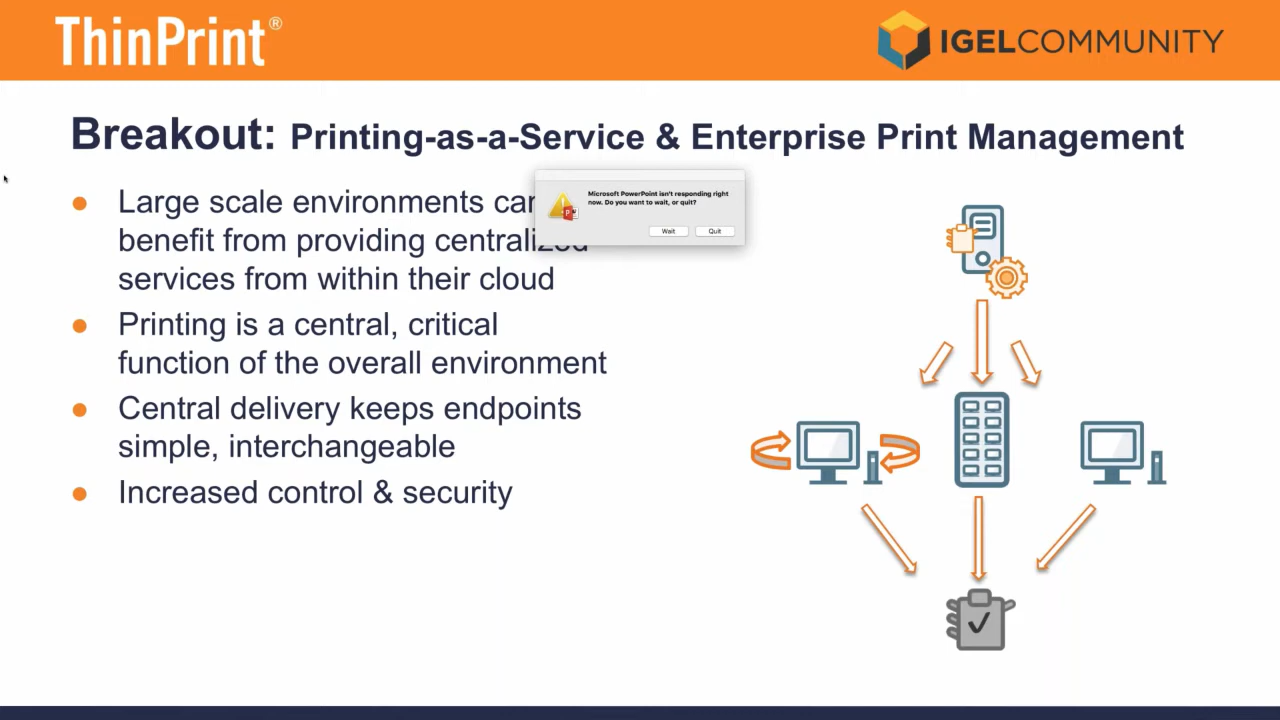 ThinPrint®
IGELCOMMUNITY
Breakout: Printing-as-a-Service & Enterprise Print Management
Large scale environments can
benefit from providing centralized
services from within their cloud
Printing is a central, critical
function of the overall environment
Central delivery keeps endpoints
simple, interchangeable
Increased control & security
Microsoft PowerPoint isn't responding right
now. Do you want to wait, or quit?
Wait
Quit